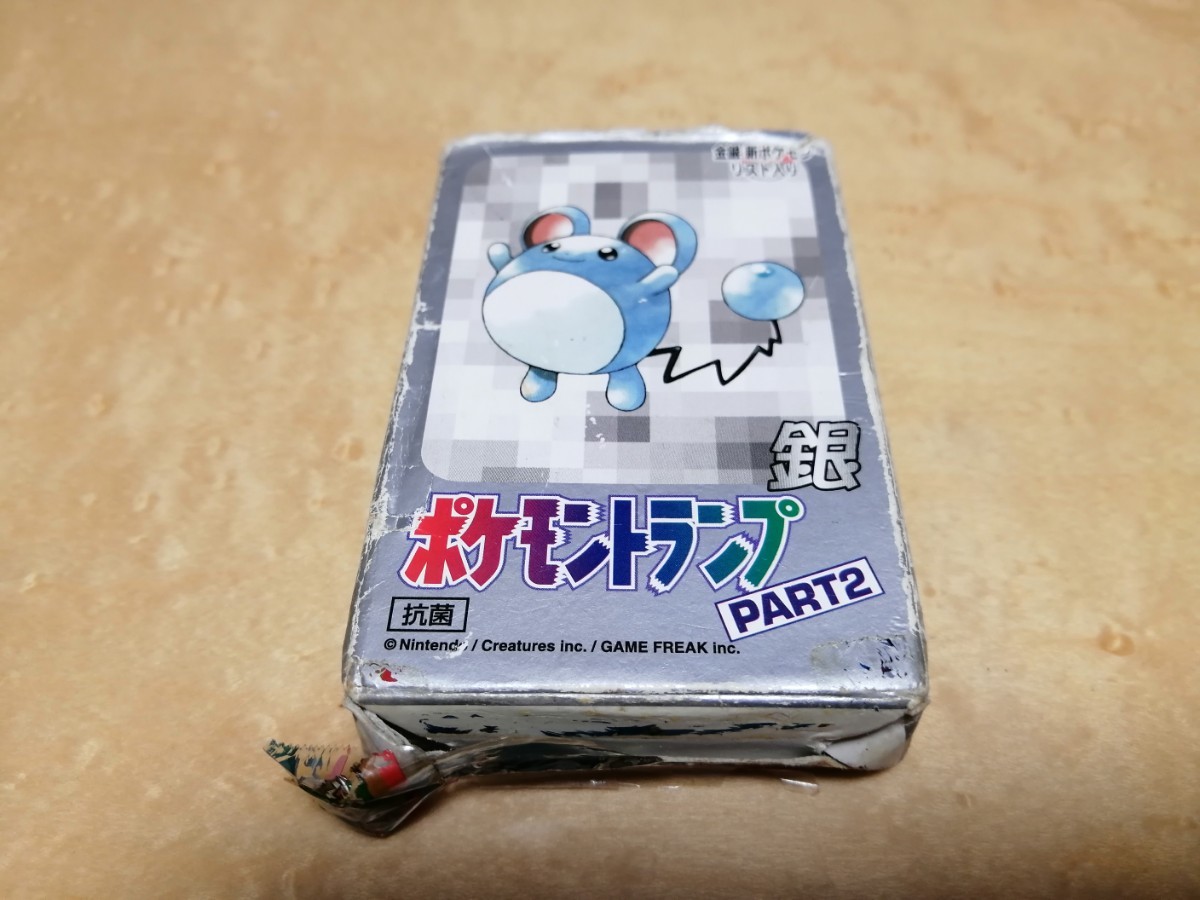 金銀 新ポケモン
リスト入り
銀
ポケモントランプ
PART2
抗菌
©Nintendo / Creatures inc. / GAME FREAK inc.